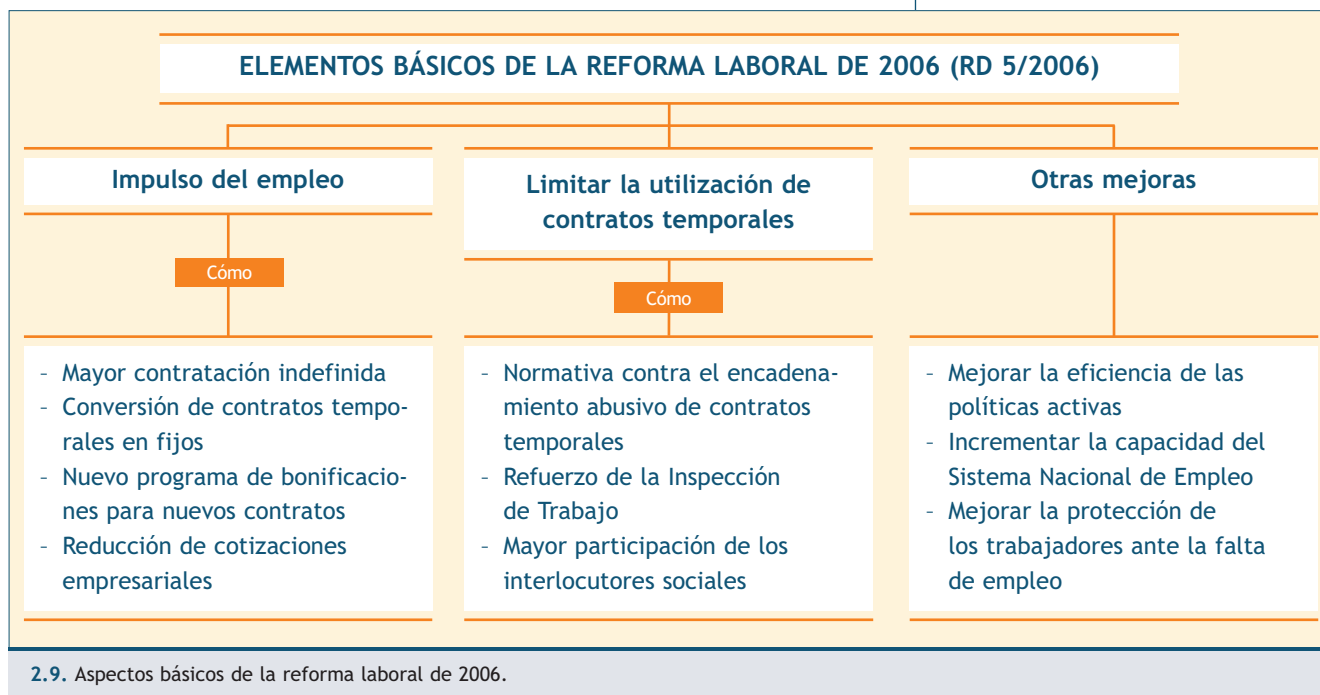 ELEMENTOS BÁSICOS DE LA REFORMA LABORAL DE 2006 (RD 5/2006)
Impulso del empleo
Cómo
- Mayor contratación indefinida
- Conversión de contratos tempo-
rales en fijos
- Nuevo programa de bonificacio-
nes para nuevos contratos
- Reducción de cotizaciones
empresariales
Limitar la utilización de
contratos temporales
Cómo
- Normativa contra el encadena-
miento abusivo de contratos
temporales
- Refuerzo de la Inspección
de Trabajo
- Mayor participación de los
interlocutores sociales
Otras mejoras
- Mejorar la eficiencia de las
políticas activas
- Incrementar la capacidad del
Sistema Nacional de Empleo
- Mejorar la protección de
los trabajadores ante la falta
de empleo
2.9. Aspectos básicos de la reforma laboral de 2006.